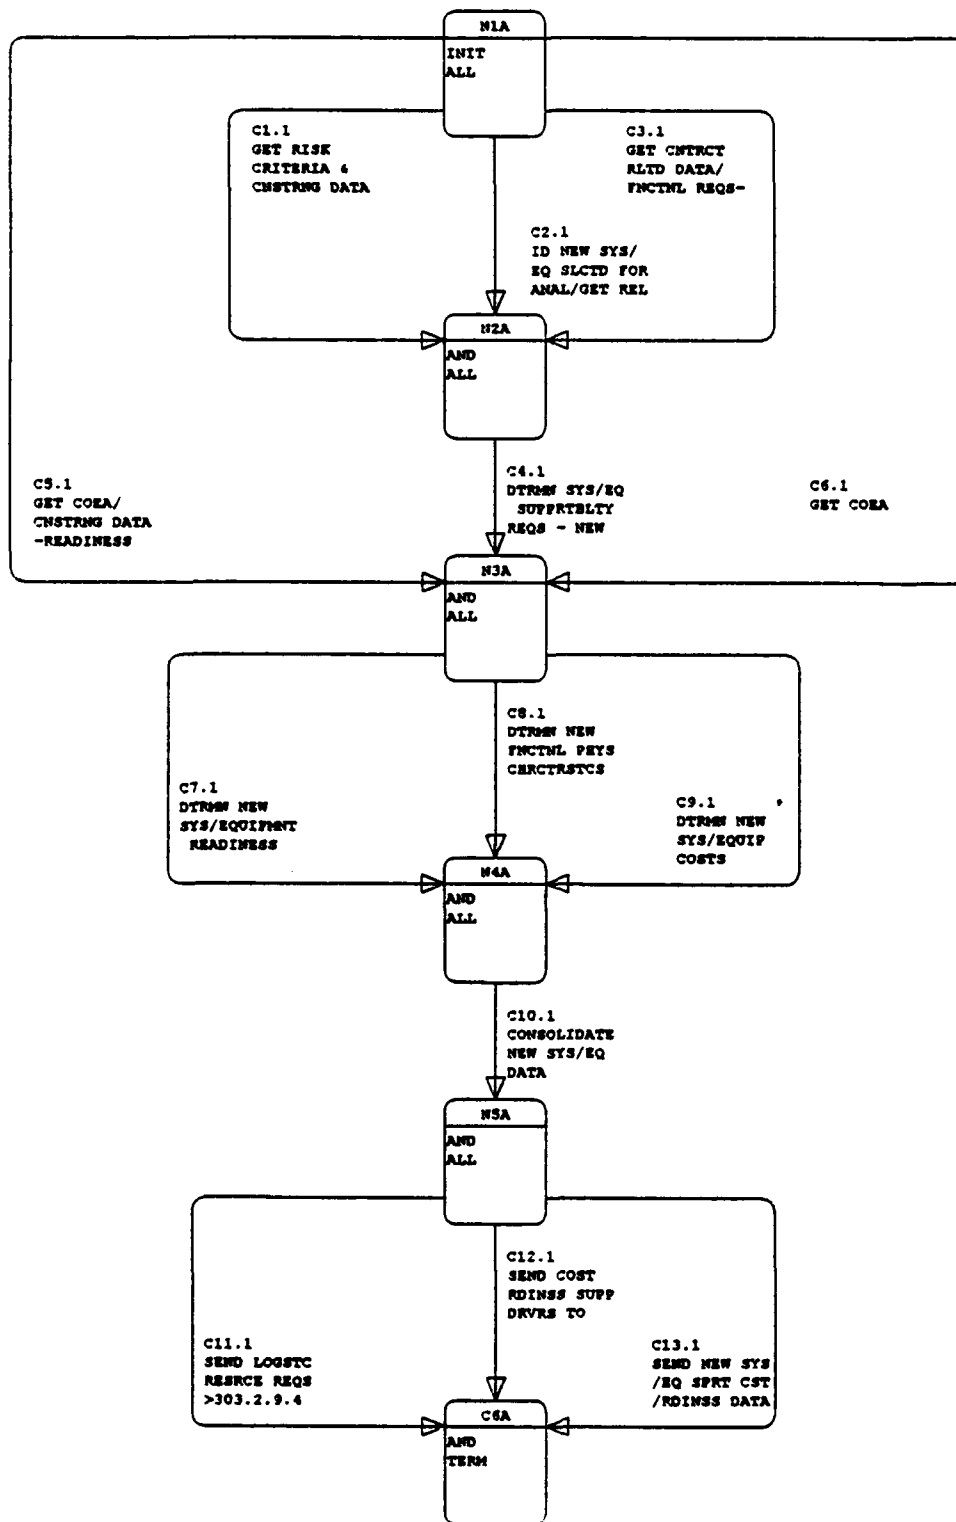 N1A
INIT
ALL
C1.1
GET RISK
CRITERIA &
CNSTRNG DATA
C3.1
GET CNTRCT
RLTD DATA/
FNCTNL REQS-
C2.1
ID NEW SYS/
EQ SLCTD FOR
ANAL/GET REL
N2A
AND
ALL
C5.1
GET COEA/
CNSTRNG DATA
-READINESS
C4.1
DTRMN SYS/EQ
SUPPRTBLTY
REQS - NEW
C6.1
GET COEA
N3A
AND
ALL
C8.1
DTRMN NEW
FNCTNL PHYS
CHRCTRSTCS
C7.1
DTRMN NEW
SYS/EQUIPMNT
READINESS
C9.1
DTRMN NEW
SYS/EQUIP
COSTS
N4A
AND
ALL
C10.1
CONSOLIDATE
NEW SYS/EQ
DATA
N5A
AND
ALL
C12.1
SEND COST
RDINSS SUPP
DRVRS TO
C11.1
SEND LOGSTC
RESRCE REQS
>303.2.9.4
C13.1
SEND NEW SYS
/EQ SPRT CST
/RDINSS DATA
C6A
AND
TERM